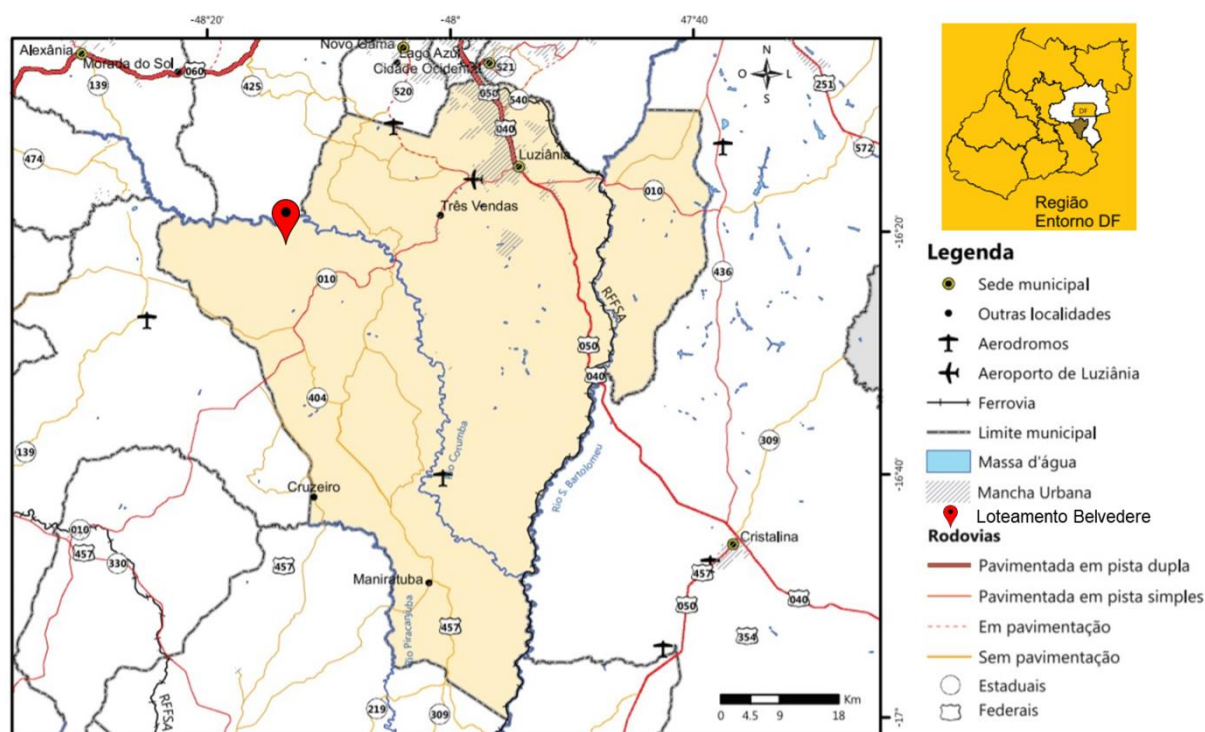 -48°20'
-48°
47°40
Alexânia
Morada do Sol
060
139
425
Novo Gama
Lago Azul
Cidade Ocidental
521
520
050
540
040
251
N
O
L
S
474
Luziânia
572
010
Três Vendas
-16°20
010
436
RFFSA
050
040
404
309
139
Rio Corumba
Rio S. Bartolomeu
-16°40
Cruzeiro
010
457
330
457
Cristalina
457
Maniratuba
050
040
Rio Piracanjuba
457
354
RFFSA
219
309
Km
0 4.5 9 18
-17°
DF
Região
Entorno DF
Legenda
Sede municipal
Outras localidades
Aerodromos
Aeroporto de Luziânia
Ferrovia
Limite municipal
Massa d'água
Mancha Urbana
Loteamento Belvedere
Rodovias
Pavimentada em pista dupla
Pavimentada em pista simples
Em pavimentação
Sem pavimentação
Estaduais
Federais